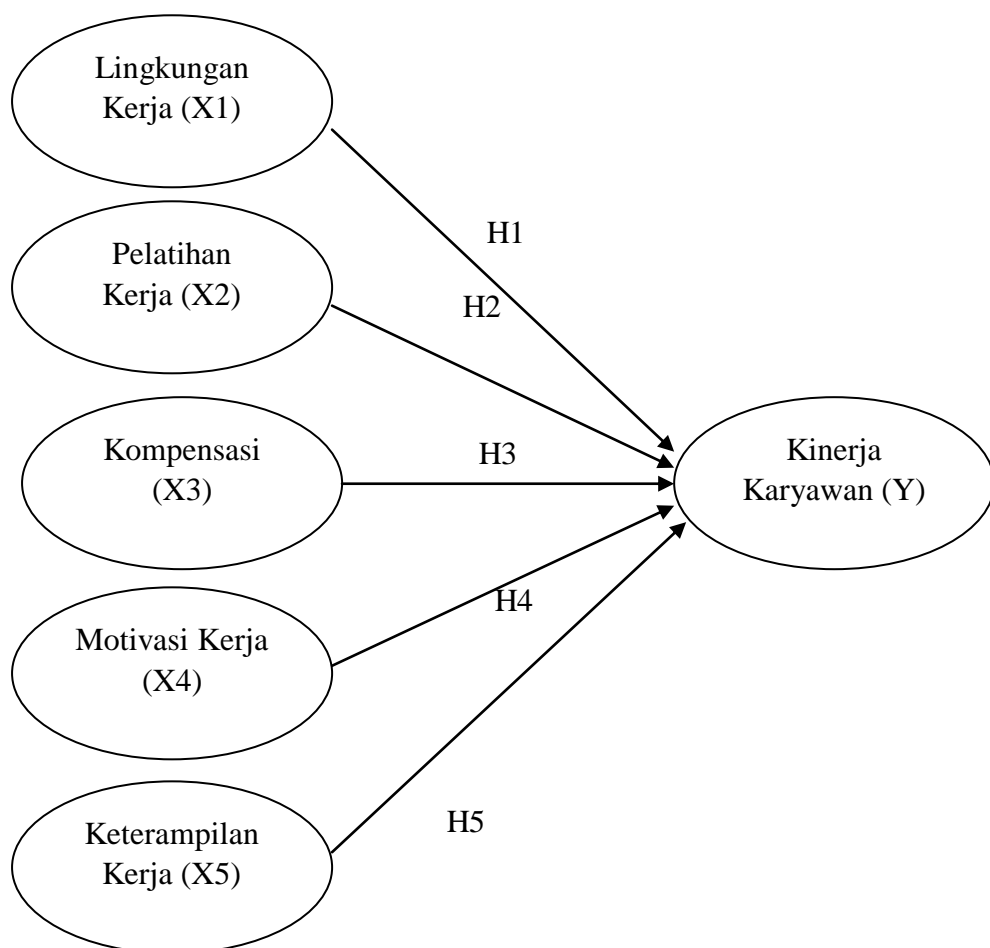 Lingkungan
Kerja (X1)
H1
Pelatihan
Kerja (X2)
H2
Kompensasi
(X3)
H3
Kinerja
Karyawan (Y)
Motivasi Kerja
(X4)
H4
Keterampilan
Kerja (X5)
H5